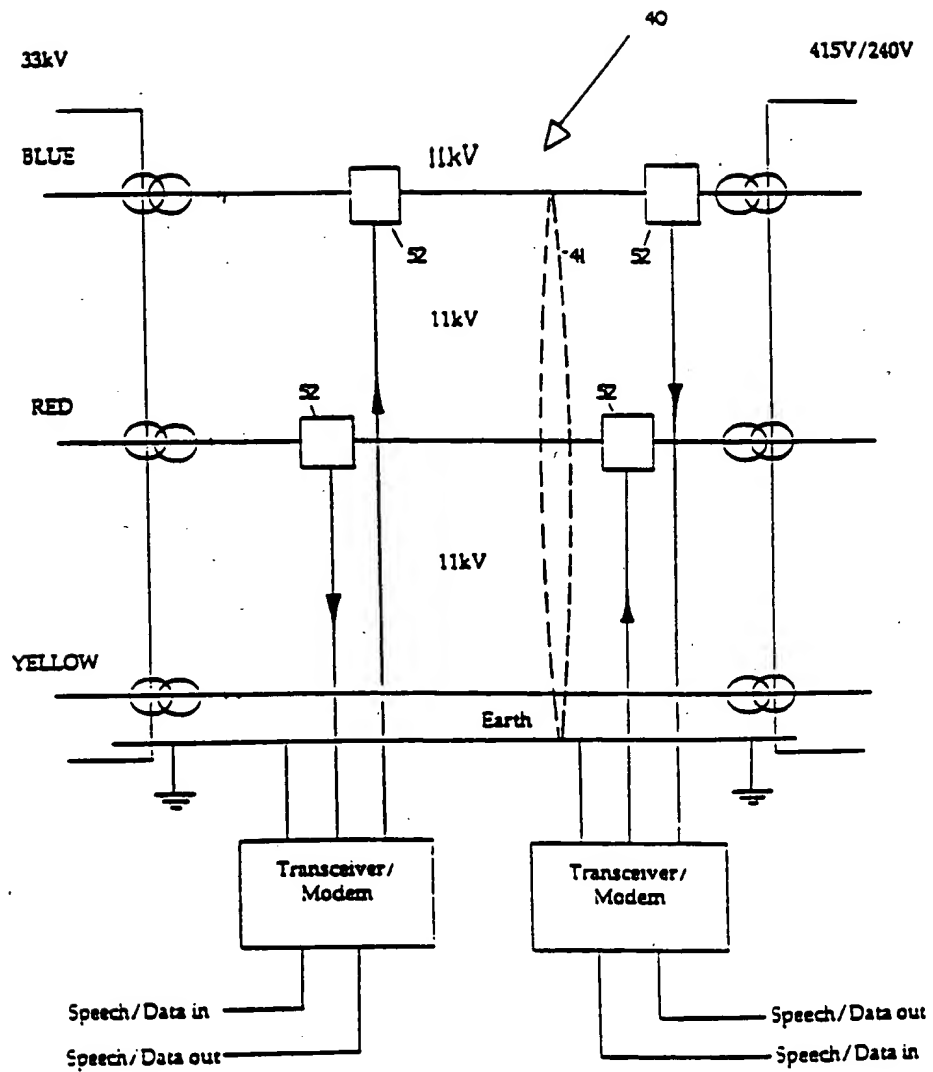 40
33kV
415V/240V
BLUE
11kV
52
41
52
11kV
RED
52
52
11kV
YELLOW
Earth
Transceiver/
Modem
Transceiver/
Modem
Speech/Data in
Speech/Data out
Speech/Data out
Speech/Data in